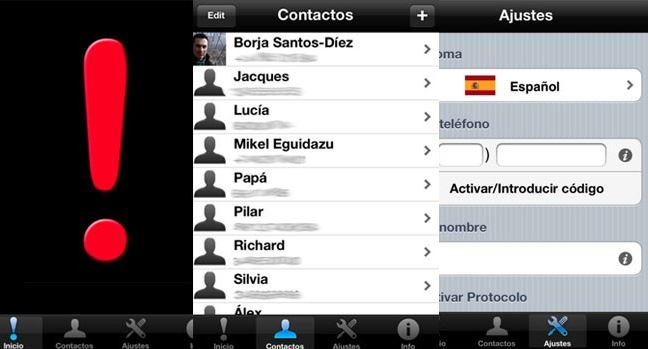 Inicio
Contactos
Ajustes
Edit
Contactos
+
Borja Santos-Díez
Jacques
Lucía
Mikel Eguidazu
Papá
Pilar
Richard
Silvia
Álex
Contactos
Ajustes
Info
Ajustes
oma
Español
teléfono
)
Activar/Introducir código
nombre
tivar Protocolo
Contactos
Ajustes
Info